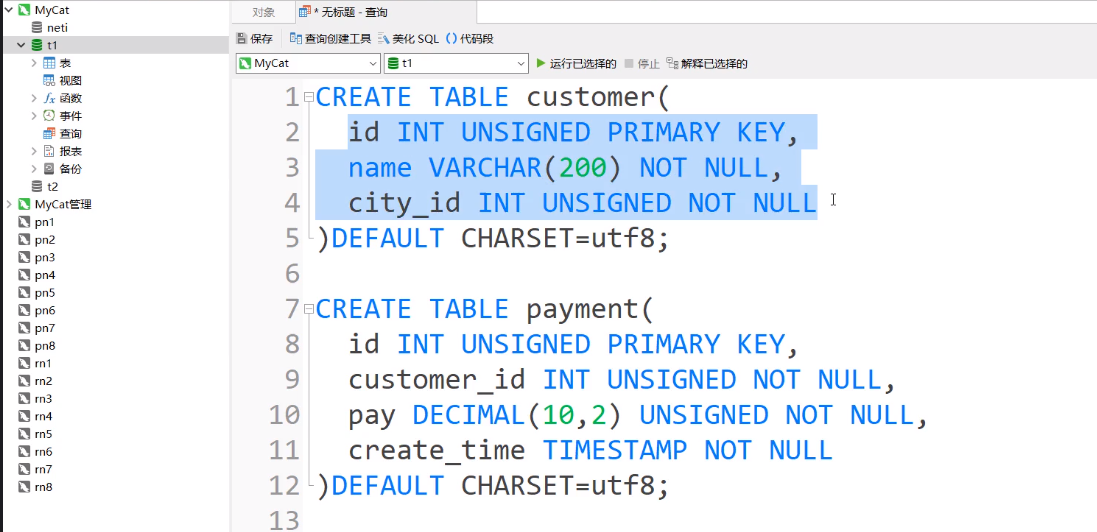 MyCat
neti
t1
表
视图
函数
事件
查询
报表
备份
t2
MyCat管理
pn1
pn2
pn3
pn4
pn5
pn6
pn7
pn8
rn1
rn2
rn3
rn4
rn5
rn6
rn7
rn8
对象 * 无标题 - 查询
保存 查询创建工具 美化 SQL () 代码段
MyCat t1 运行已选择的 停止 解释已选择的
1 CREATE TABLE customer(
2 id INT UNSIGNED PRIMARY KEY,
3 name VARCHAR(200) NOT NULL,
4 city_id INT UNSIGNED NOT NULL
5 )DEFAULT CHARSET=utf8;
6
7 CREATE TABLE payment(
8 id INT UNSIGNED PRIMARY KEY,
9 customer_id INT UNSIGNED NOT NULL,
10 pay DECIMAL(10,2) UNSIGNED NOT NULL,
11 create_time TIMESTAMP NOT NULL
12 )DEFAULT CHARSET=utf8;
13